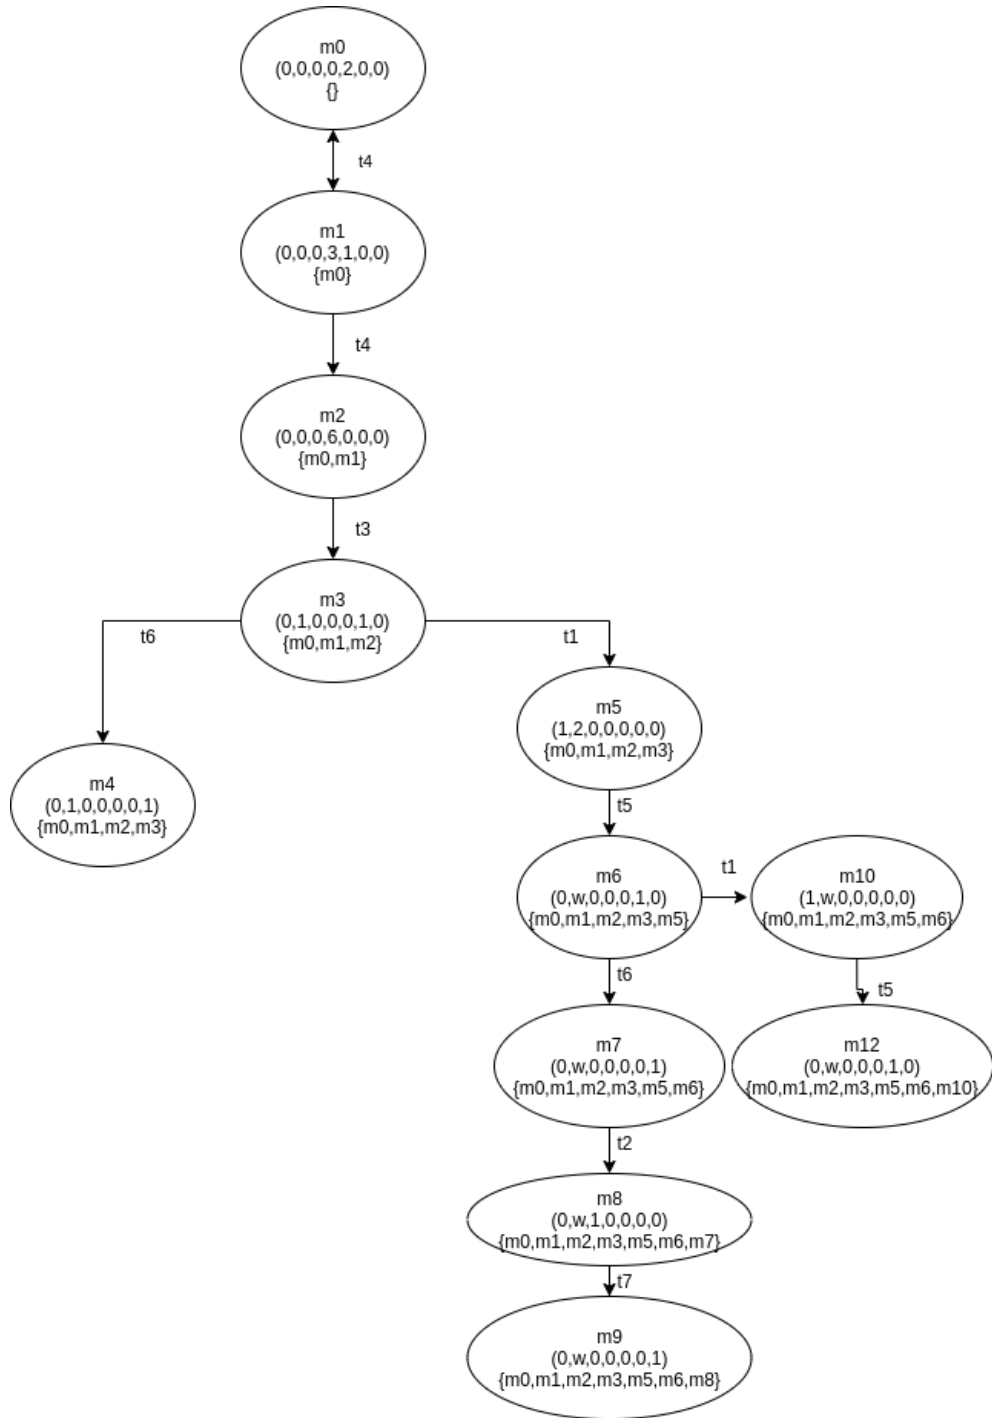 m0
(0,0,0,0,2,0,0)
{}
t4
m1
(0,0,0,3,1,0,0)
{m0}
t4
m2
(0,0,0,6,0,0,0)
{m0,m1}
t3
m3
(0,1,0,0,0,1,0)
{m0,m1,m2}
t6
t1
m5
(1,2,0,0,0,0,0)
{m0,m1,m2,m3}
m4
(0,1,0,0,0,0,1)
{m0,m1,m2,m3}
t5
m6
(0,w,0,0,0,1,0)
{m0,m1,m2,m3,m5}
t1
m10
(1,w,0,0,0,0,0)
{m0,m1,m2,m3,m5,m6}
t6
t5
m7
(0,w,0,0,0,0,1)
{m0,m1,m2,m3,m5,m6}
m12
(0,w,0,0,0,1,0)
{m0,m1,m2,m3,m5,m6,m10}
t2
m8
(0,w,1,0,0,0,0)
{m0,m1,m2,m3,m5,m6,m7}
t7
m9
(0,w,0,0,0,0,1)
{m0,m1,m2,m3,m5,m6,m8}